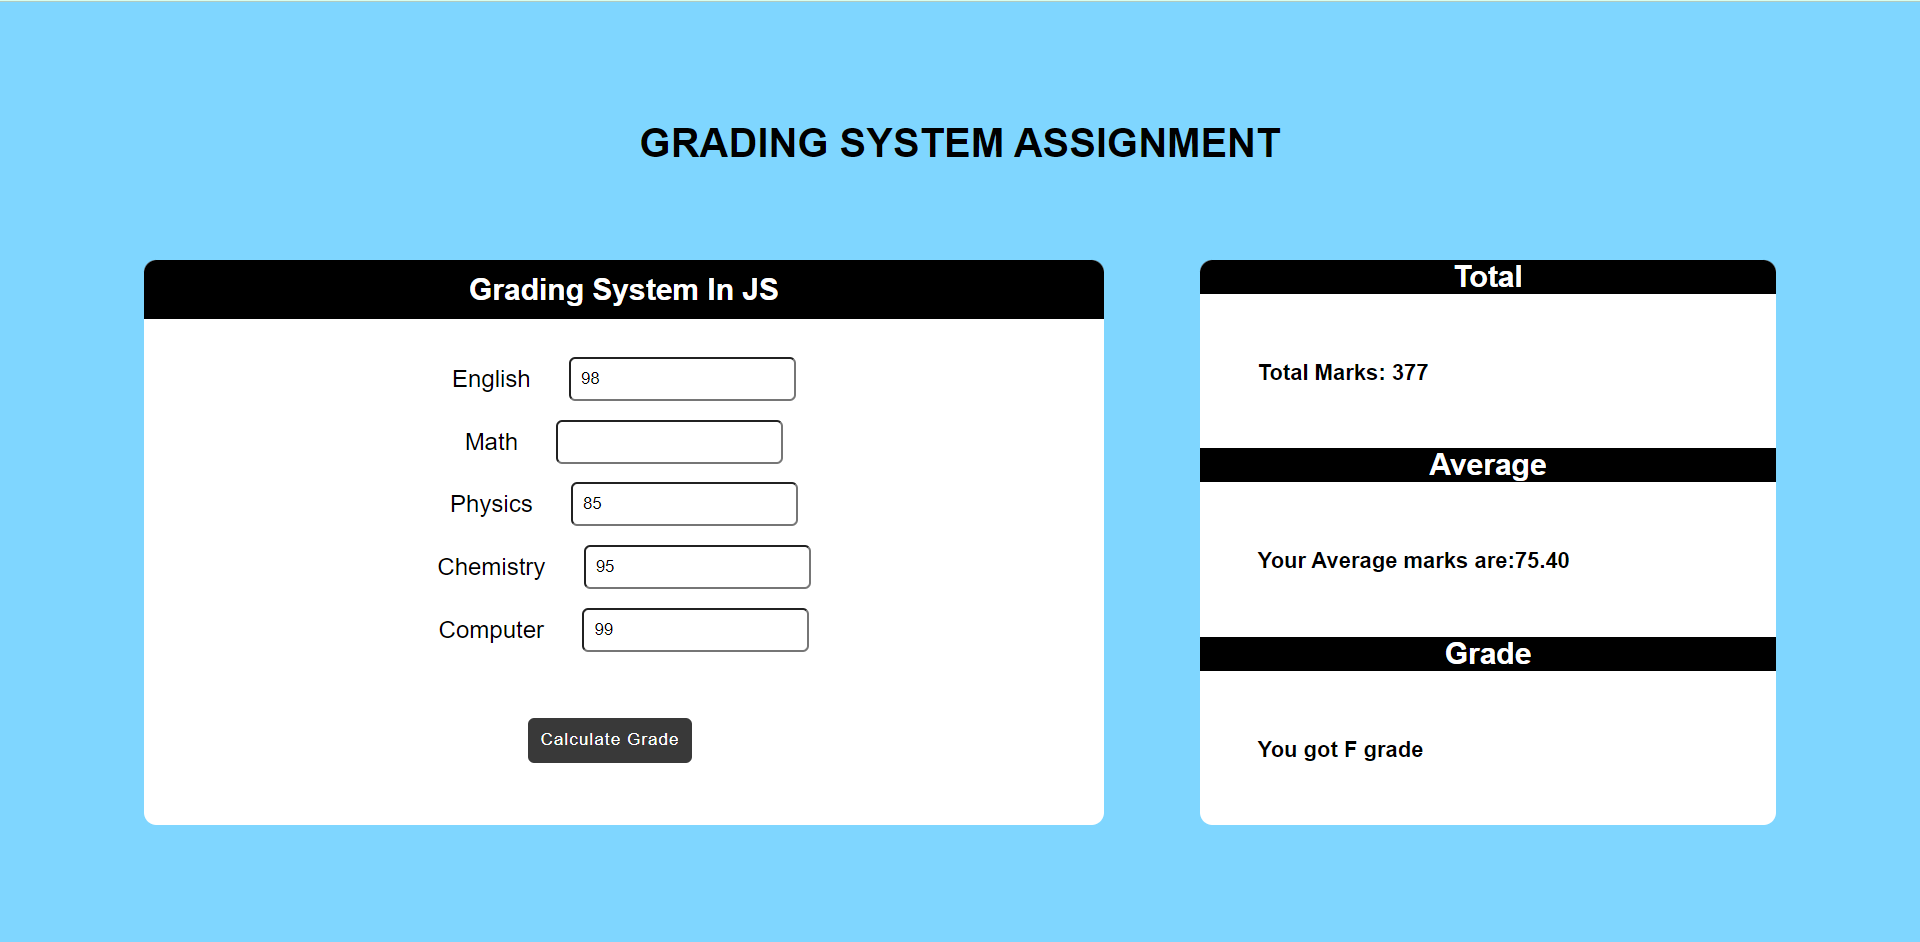 GRADING SYSTEM ASSIGNMENT
Grading System In JS
English 98
Math
Physics 85
Chemistry 95
Computer 99
Calculate Grade
Total
Total Marks: 377
Average
Your Average marks are:75.40
Grade
You got F grade